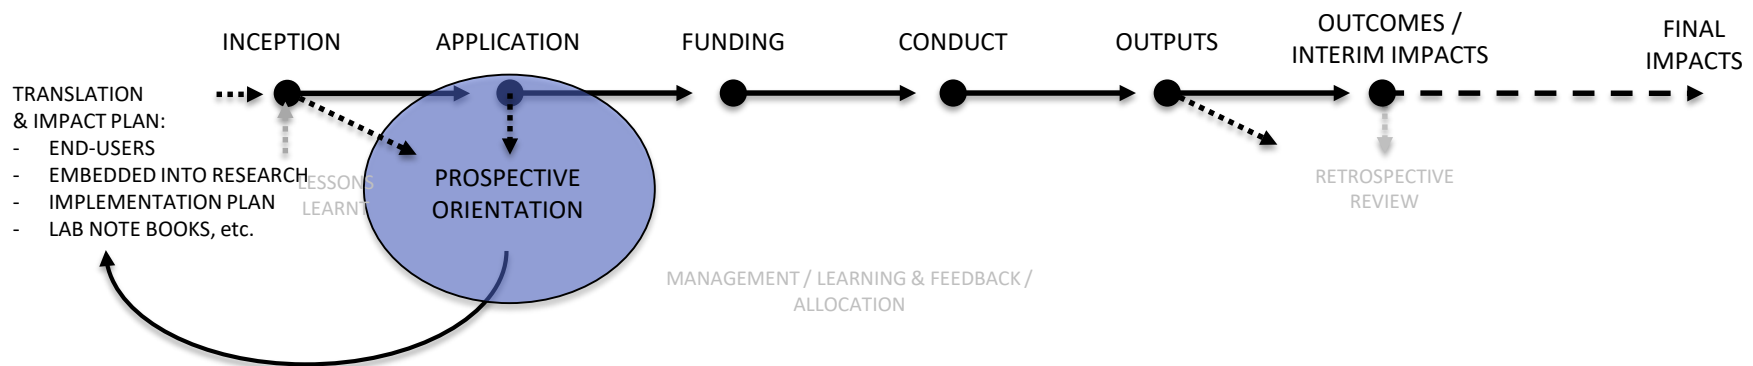 INCEPTION
APPLICATION
FUNDING
CONDUCT
OUTPUTS
OUTCOMES /
INTERIM IMPACTS
FINAL
IMPACTS
TRANSLATION
& IMPACT PLAN:
- END-USERS
- EMBEDDED INTO RESEARCH
- IMPLEMENTATION PLAN
- LAB NOTE BOOKS, etc.
LESSONS
LEARNT
PROSPECTIVE
ORIENTATION
RETROSPECTIVE
REVIEW
MANAGEMENT / LEARNING & FEEDBACK /
ALLOCATION